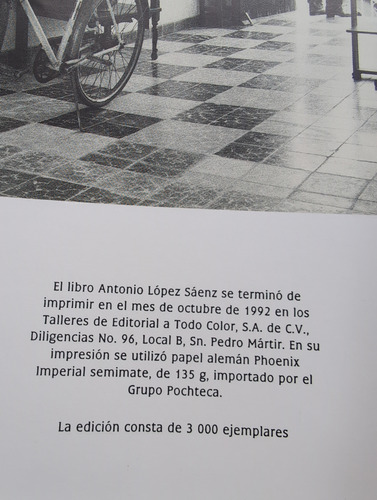 El libro Antonio López Sáenz se terminó de
imprimir en el mes de octubre de 1992 en los
Talleres de Editorial a Todo Color, S.A. de C.V.,
Diligencias No. 96, Local B, Sn. Pedro Mártir. En su
impresión se utilizó papel alemán Phoenix
Imperial semimate, de 135 g, importado por el
Grupo Pochteca.
La edición consta de 3 000 ejemplares